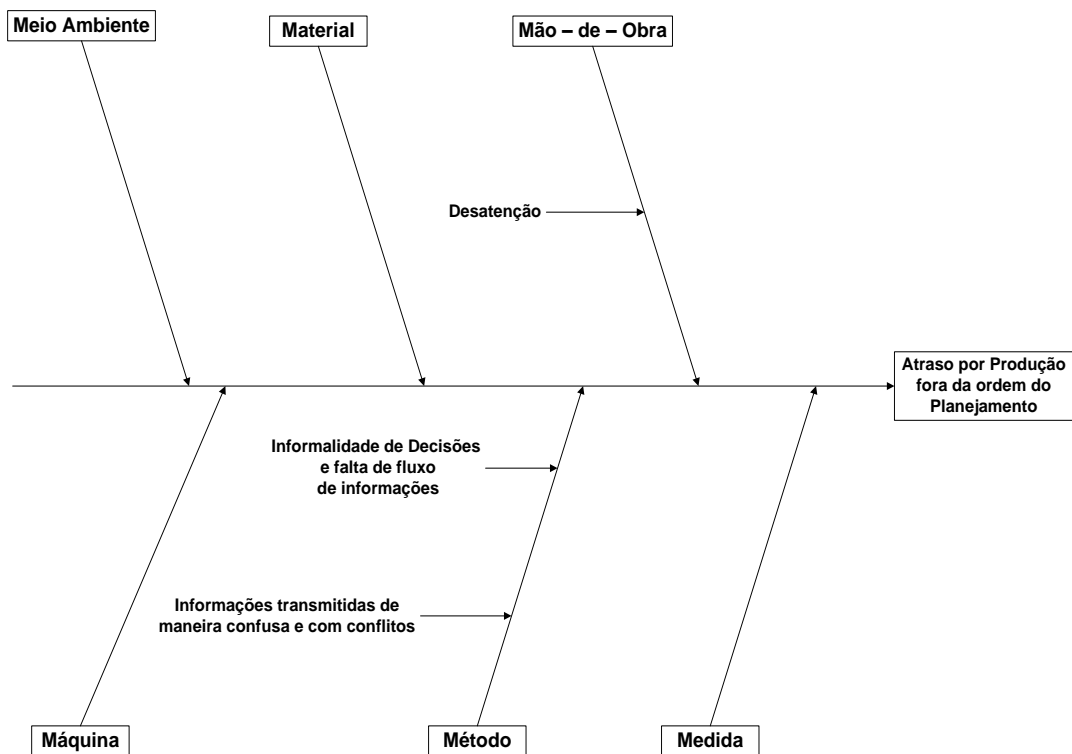 Meio Ambiente
Material
Mão – de – Obra
Desatenção
Atraso por Produção
fora da ordem do
Planejamento
Informalidade de Decisões
e falta de fluxo
de informações
Informações transmitidas de
maneira confusa e com conflitos
Máquina
Método
Medida